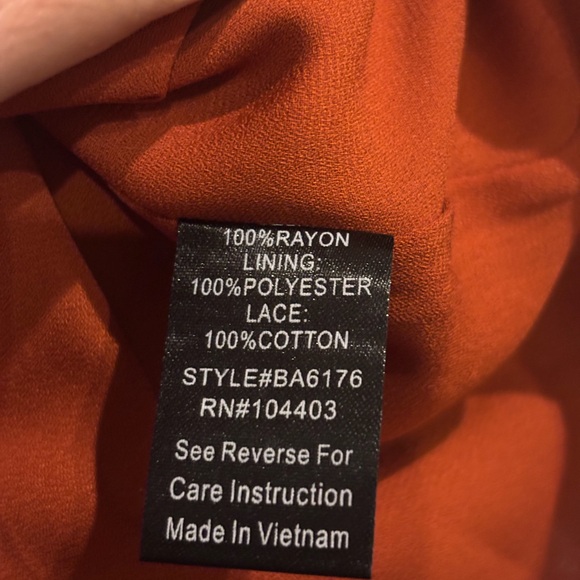 100%RAYON
LINING:
100%POLYESTER
LACE:
100%COTTON
STYLE#BA6176
RN#104403
See Reverse For
Care Instruction
Made In Vietnam